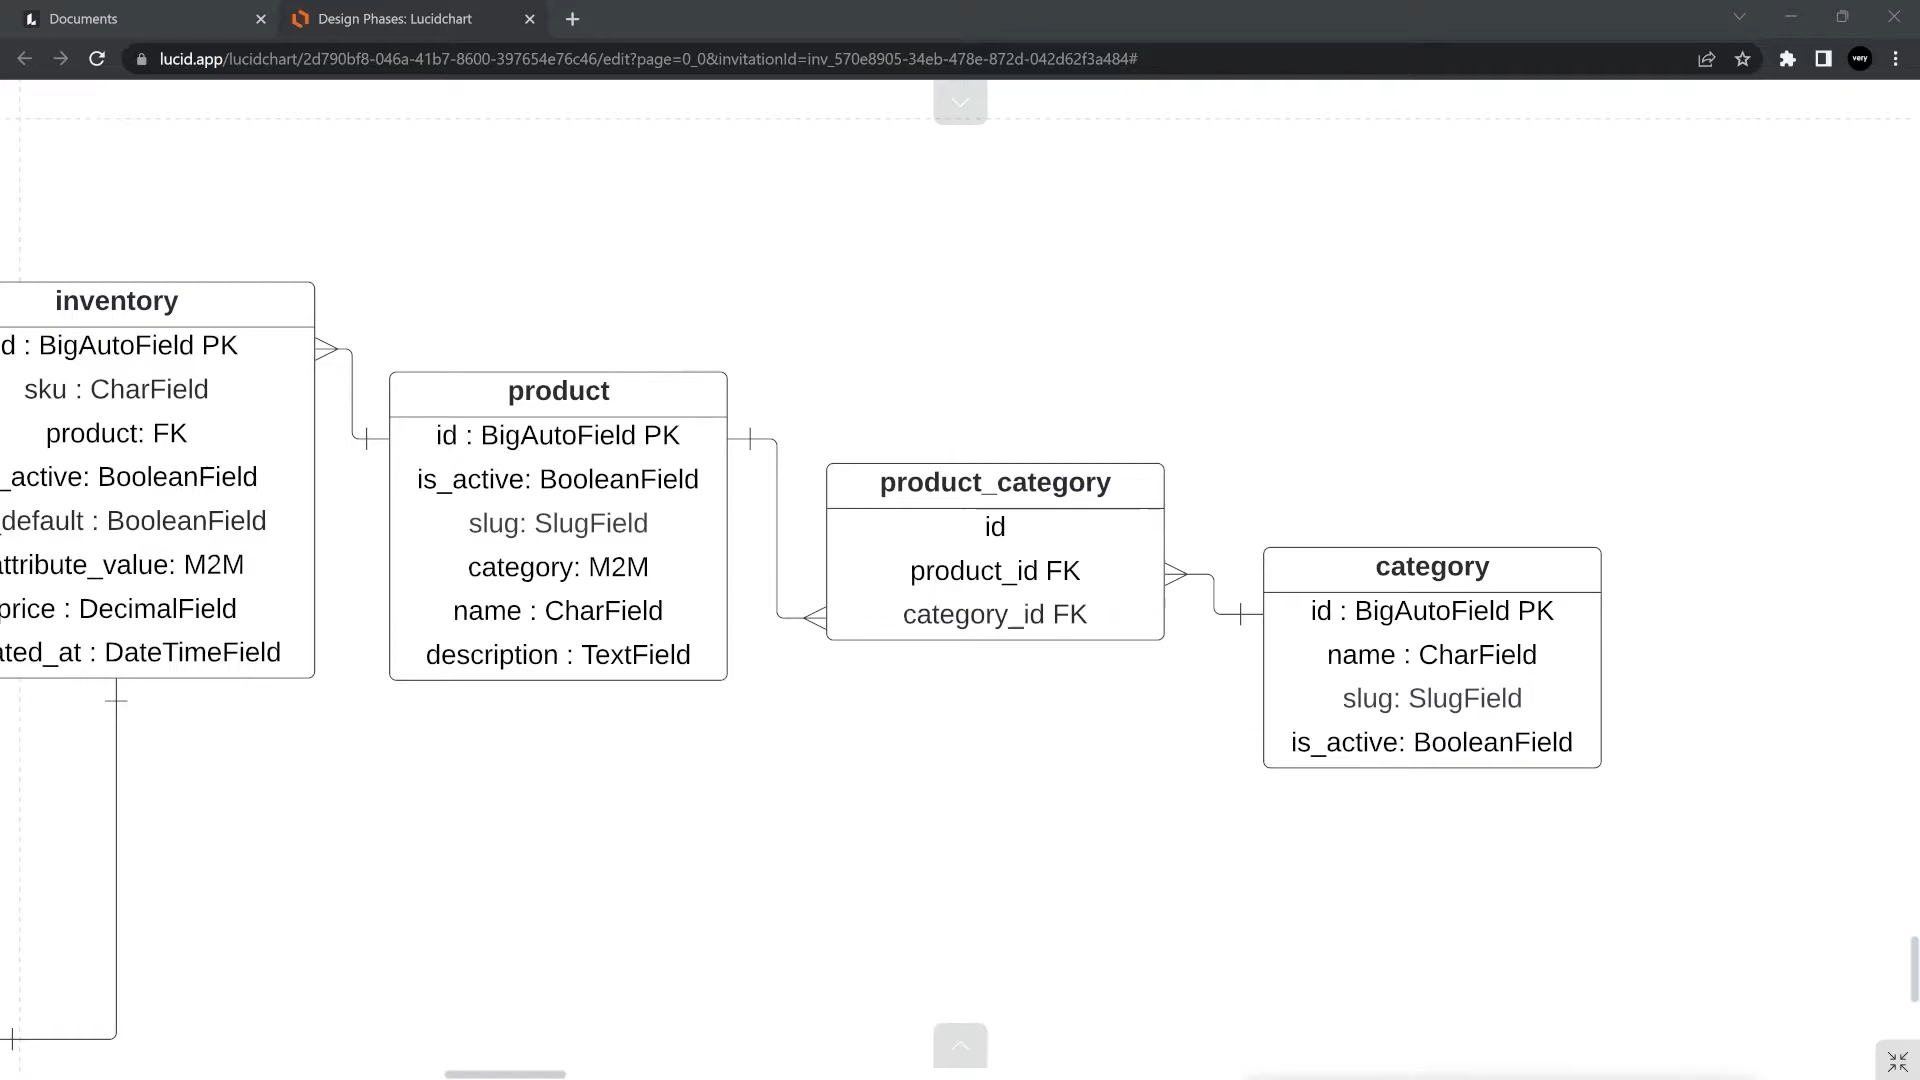 Documents
Design Phases: Lucidchart
lucid.app/lucidchart/2d790bf8-046a-41b7-8600-397654e76c46/edit?page=0_0&invitationId=inv_570e8905-34eb-478e-872d-042d62f3a484#
very
inventory
d : BigAutoField PK
sku : CharField
product: FK
_active: BooleanField
default : BooleanField
attribute_value: M2M
price : DecimalField
ated_at : DateTimeField
product
id : BigAutoField PK
is_active: BooleanField
slug: SlugField
category: M2M
name : CharField
description : TextField
product_category
id
product_id FK
category_id FK
category
id : BigAutoField PK
name : CharField
slug: SlugField
is_active: BooleanField